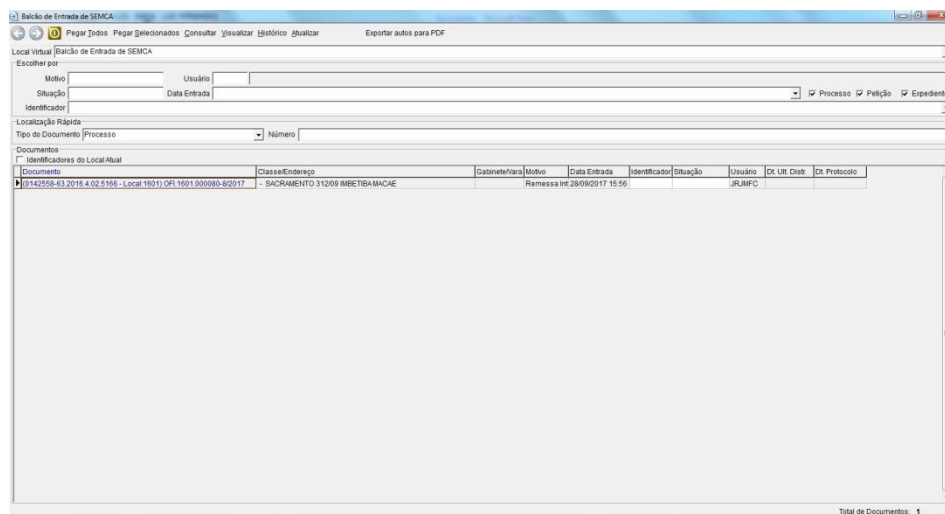 Balcão de Entrada de SEMCA
Pegar Todos Pegar Selecionados Consultar Visualizar Histórico Atualizar Exportar autos para PDF
Local Virtual Balcão de Entrada de SEMCA
Escolher por
Motivo Usuário
Situação Data Entrada Processo Petição Expediente
Identificador
Localização Rápida
Tipo do Documento Processo Número
Documentos
Identificadores do Local Atual
Documento Classe/Endereço Gabinete/Vara Motivo Data Entrada Identificador Situação Usuário Dt. Ult. Distr. Dt. Protocolo
(0142558-63.2016.4.02.5166 - Local:1601) OFI.1601.000080-8/2017 - SACRAMENTO 312/09 IMBETIBA MACAE Remessa Int 28/09/2017 15:56 JRJMFC
Total de Documentos: 1